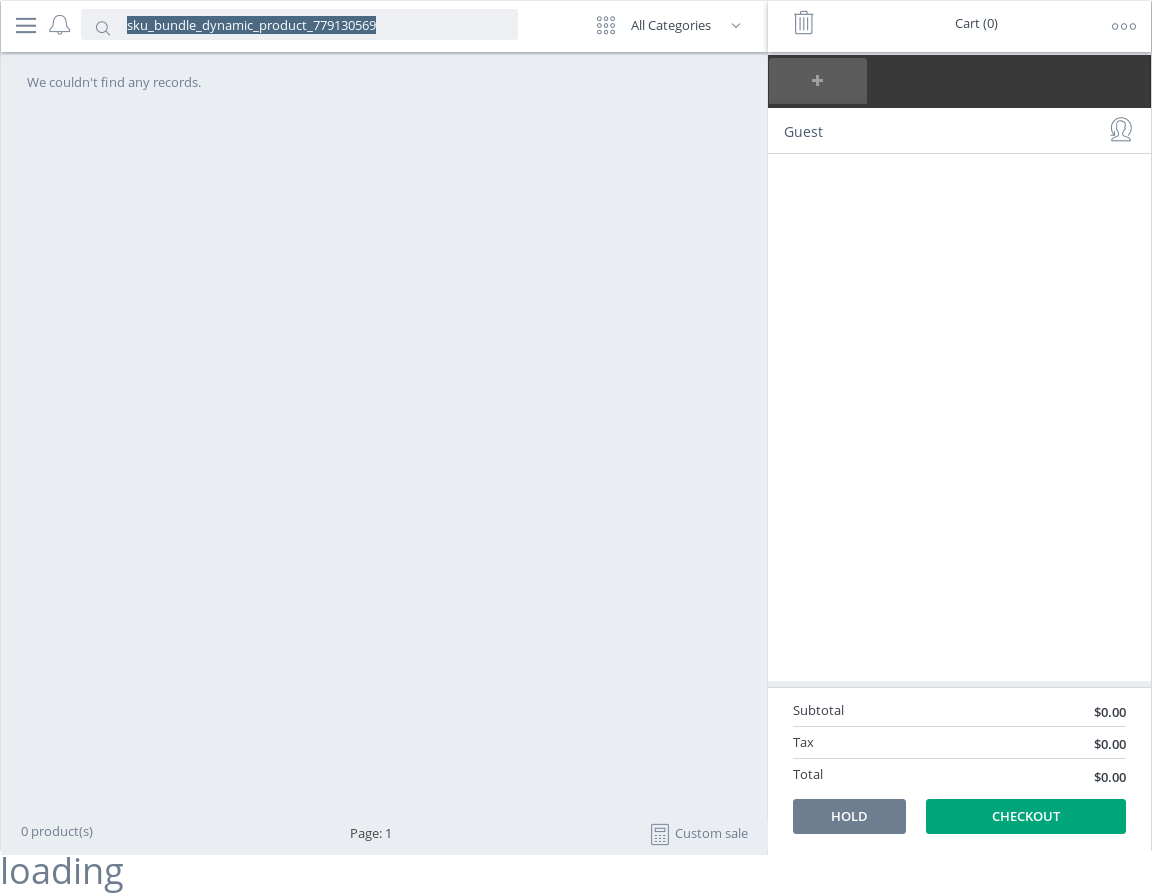 sku_bundle_dynamic_product_779130569
All Categories
Cart (0)
We couldn't find any records.
+
Guest
Subtotal $0.00
Tax $0.00
Total $0.00
HOLD CHECKOUT
0 product(s) Page: 1 Custom sale
loading